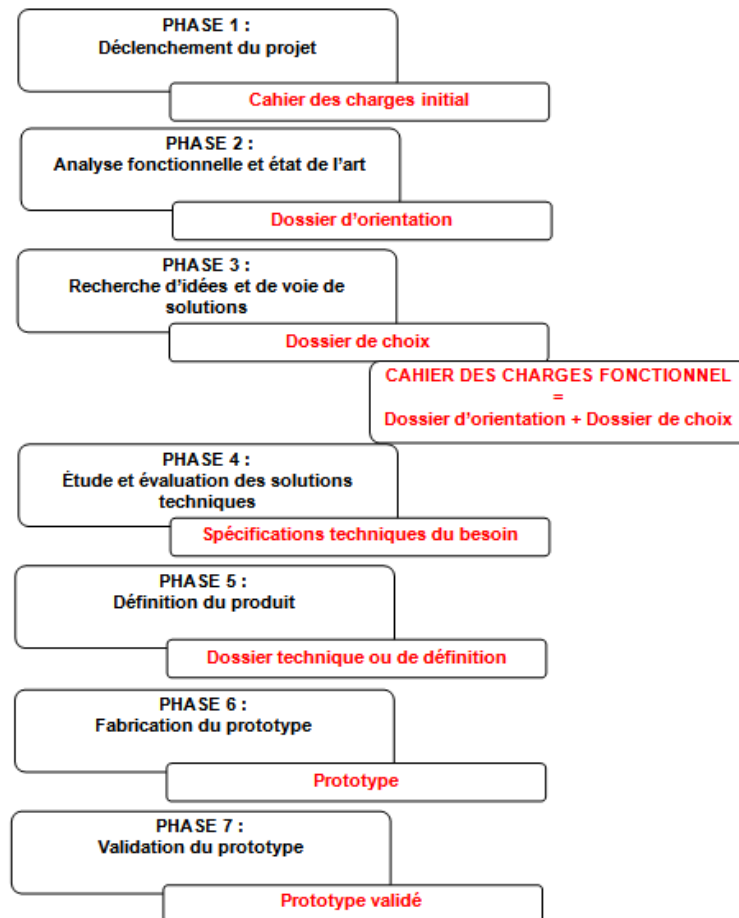 PHASE 1 :
Déclenchement du projet
Cahier des charges initial
PHASE 2 :
Analyse fonctionnelle et état de l'art
Dossier d'orientation
PHASE 3 :
Recherche d'idées et de voie de
solutions
Dossier de choix
CAHIER DES CHARGES FONCTIONNEL
=
Dossier d'orientation + Dossier de choix
PHASE 4 :
Étude et évaluation des solutions
techniques
Spécifications techniques du besoin
PHASE 5 :
Définition du produit
Dossier technique ou de définition
PHASE 6 :
Fabrication du prototype
Prototype
PHASE 7 :
Validation du prototype
Prototype validé